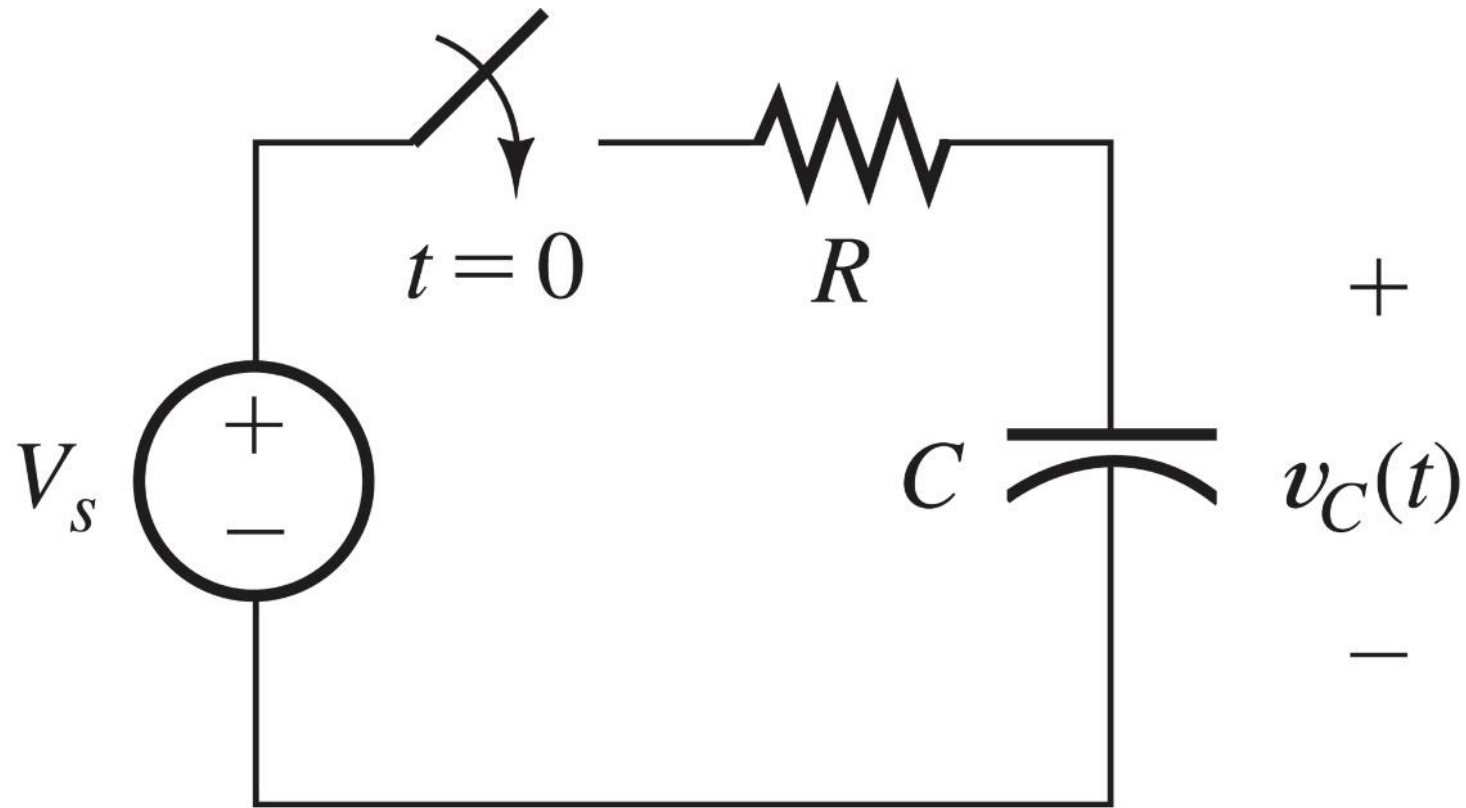 t = 0
R
+
V_s
+
−
C
v_C(t)
−